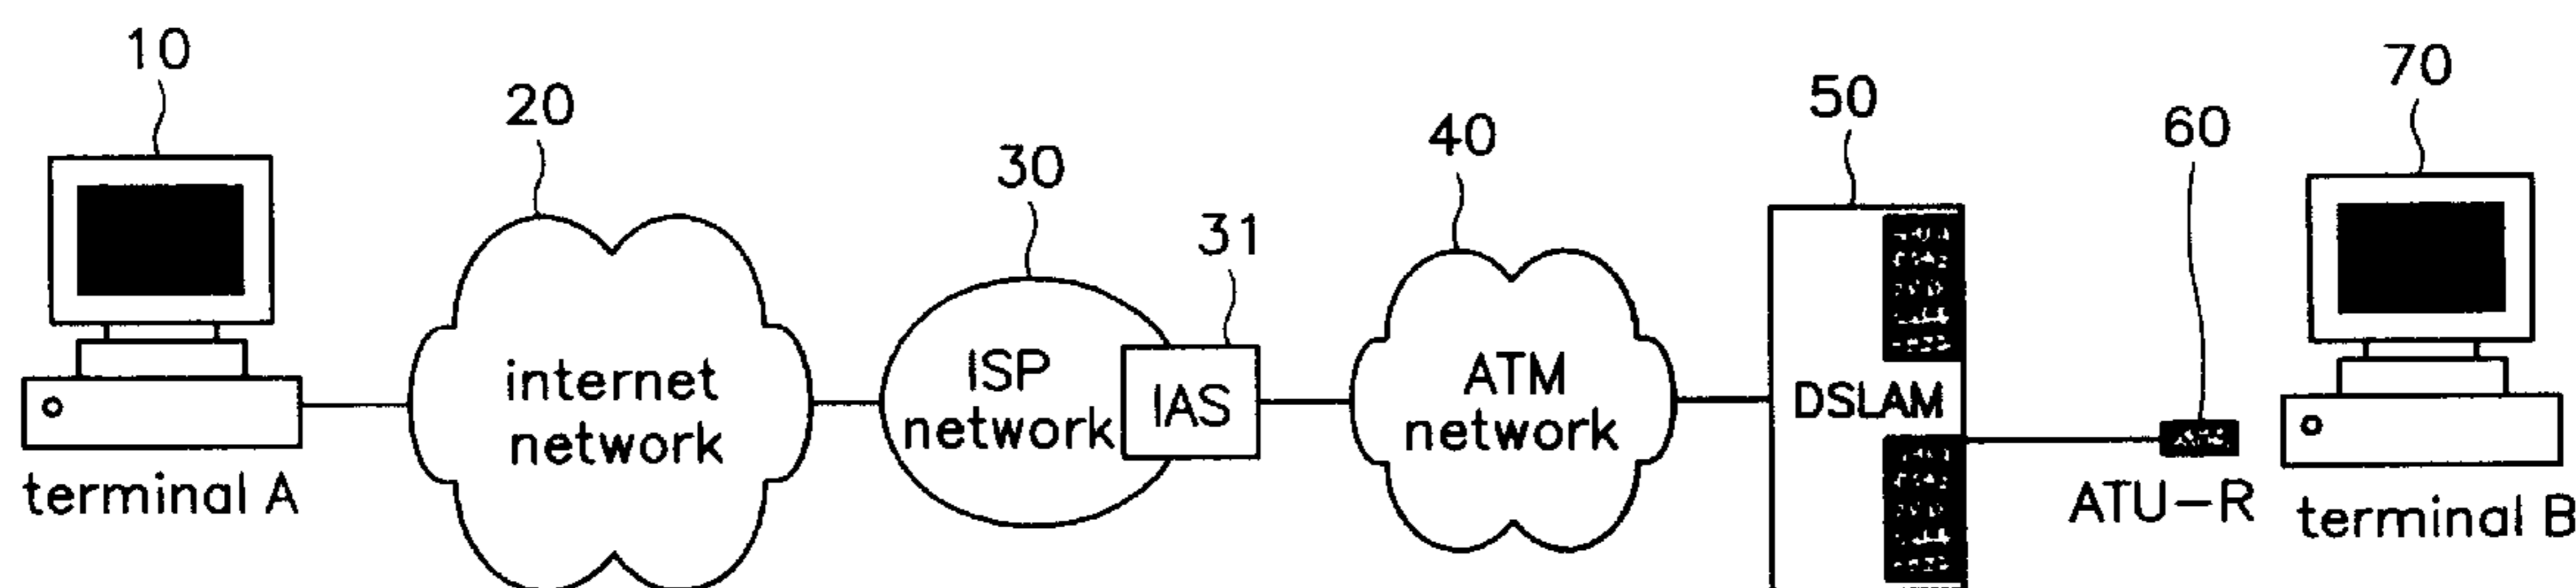 10
20
30
31
40
50
60
70
internet
network
ISP
network
IAS
ATM
network
DSLAM
terminal A
ATU-R
terminal B